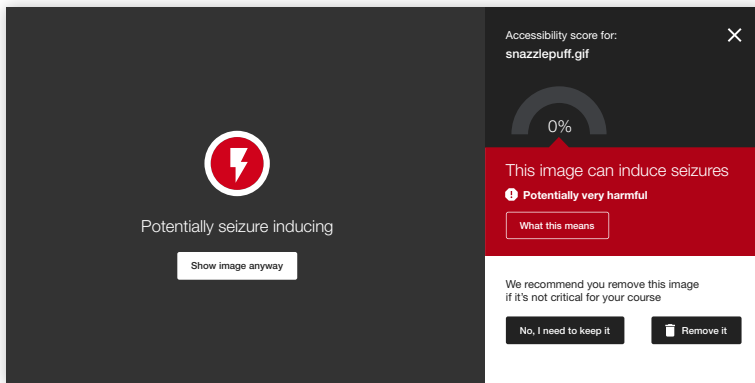 Potentially seizure inducing
Show image anyway
Accessibility score for:
snazzlepuff.gif
0%
This image can induce seizures
Potentially very harmful
What this means
We recommend you remove this image
if it's not critical for your course
No, I need to keep it
Remove it